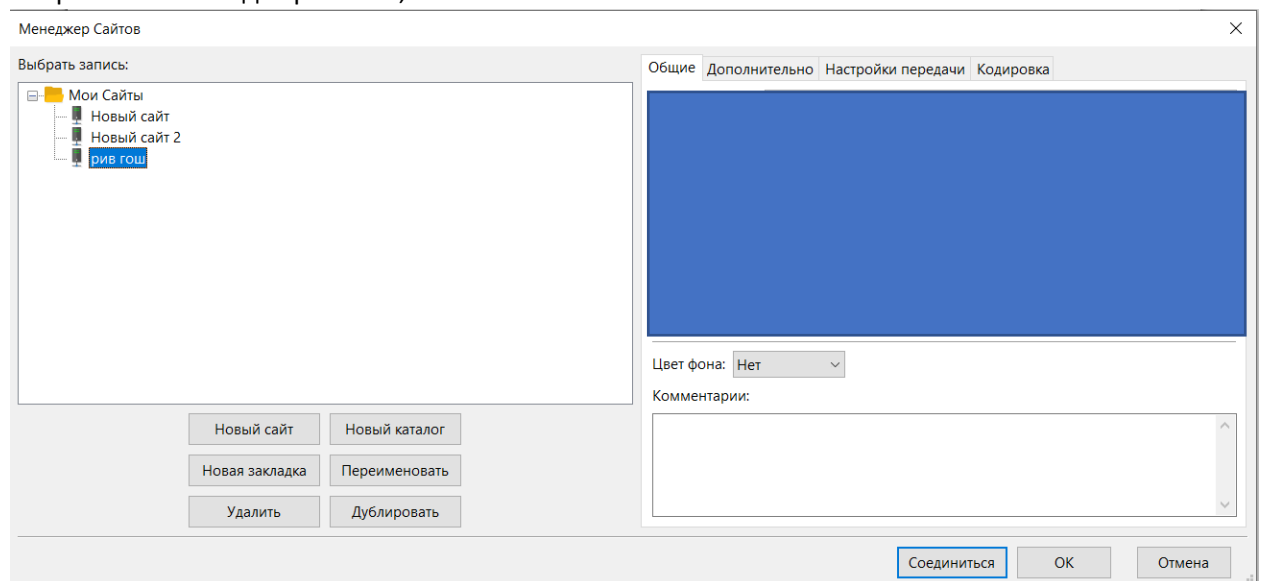 Менеджер Сайтов
Выбрать запись:
Мои Сайты
Новый сайт
Новый сайт 2
рив гош
Новый сайт Новый каталог
Новая закладка Переименовать
Удалить Дублировать
Общие Дополнительно Настройки передачи Кодировка
Цвет фона: Нет
Комментарии:
Соединиться ОК Отмена